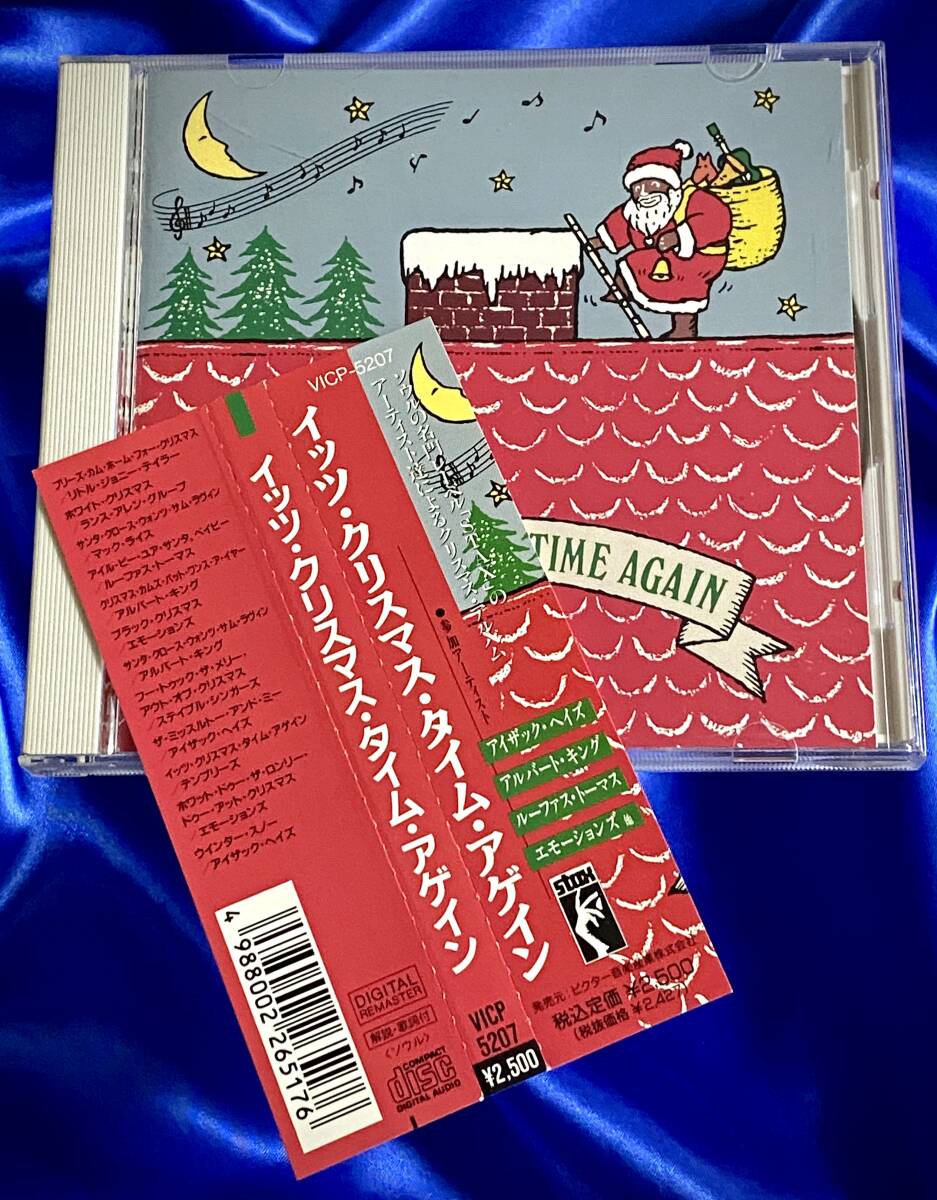 TIME AGAIN
VICP-5207
ソウルの名門レーベル「STAX」の
アーティスト達によるクリスマス・アルバム
●参加アーティスト
アイザック・ヘイズ
アルバート・キング
ルーファス・トーマス
エモーションズ 他
イッツ・クリスマス・タイム・アゲイン
イッツ・クリスマス・タイム・アゲイン
プリーズ・カム・ホーム・フォー・クリスマス
/リトル・ジョニー・テイラー
ホワイト・クリスマス
ランス・アレン・グループ
サンタ・クロース・ウォンツ・サム・ラヴィン
/マック・ライス
アイル・ビー・ユア・サンタ・ベイビー
/ルーファス・トーマス
クリスマス・カムス・バット・ワンス・ア・イヤー
/アルバート・キング
ブラック・クリスマス
/エモーションズ
サンタ・クロース・ウォンツ・サム・ラヴィン
アルバート・キング
フー・トゥック・ザ・メリー・
アウト・オブ・クリスマス
/ステイプル・シンガーズ
ザ・ミッスルトー・アンド・ミー
/アイザック・ヘイズ
イッツ・クリスマス・タイム・アゲイン
/テンプリーズ
ホワット・ドゥー・ザ・ロンリー・
ドゥー・アット・クリスマス
/エモーションズ
ウインター・スノー
/アイザック・ヘイズ
4 988002 265176
DIGITAL
REMASTER
解説・歌詞付
〈ソウル〉
COMPACT
disc
DIGITAL AUDIO
VICP
5207
¥2,500
STAX
発売元:ビクター音楽産業株式会社
税込定価 ¥2,500
(税抜価格 ¥2,427)